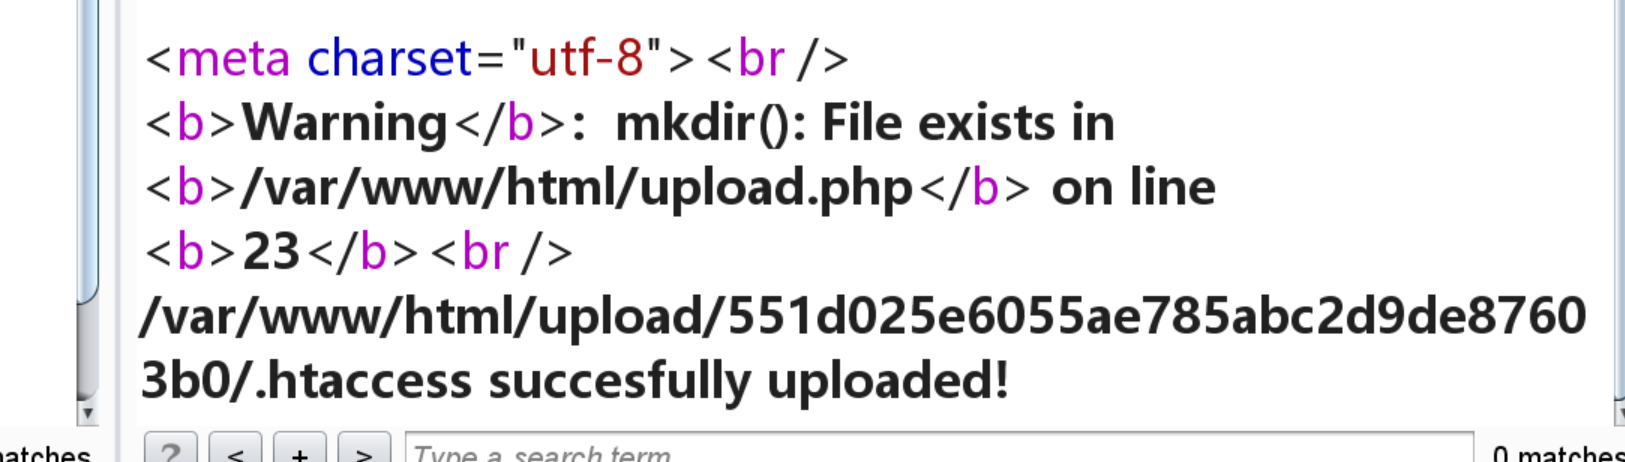 <meta charset="utf-8"><br />
<b>Warning</b>:  mkdir(): File exists in
<b>/var/www/html/upload.php</b> on line
<b>23</b><br />
/var/www/html/upload/551d025e6055ae785abc2d9de8760
3b0/.htaccess succesfully uploaded!
natches ? < + > Type a search term 0 matches